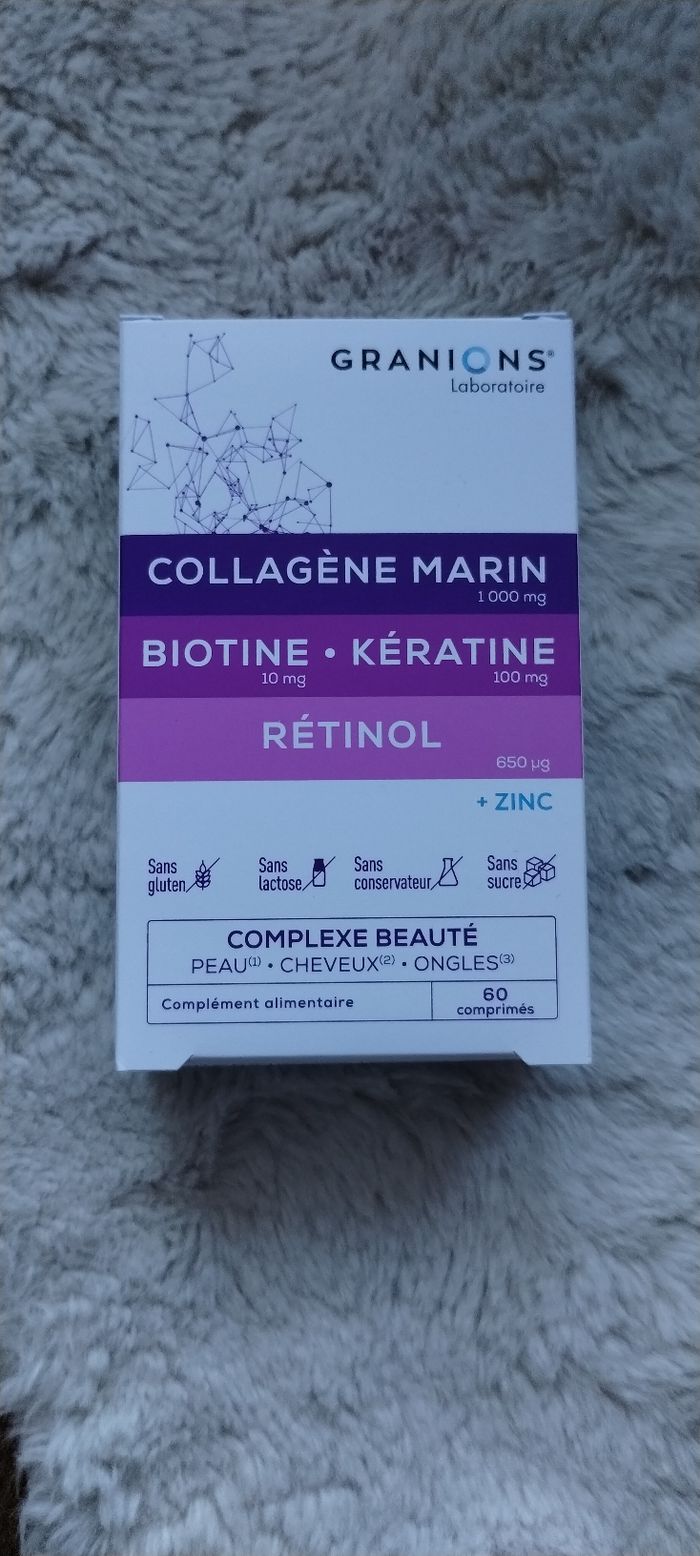 GRANIONS®
Laboratoire
COLLAGÈNE MARIN
1 000 mg
BIOTINE • KÉRATINE
10 mg 100 mg
RÉTINOL
650 µg
+ ZINC
Sans gluten
Sans lactose
Sans conservateur
Sans sucre
COMPLEXE BEAUTÉ
PEAU(1) • CHEVEUX(2) • ONGLES(3)
Complément alimentaire
60
comprimés